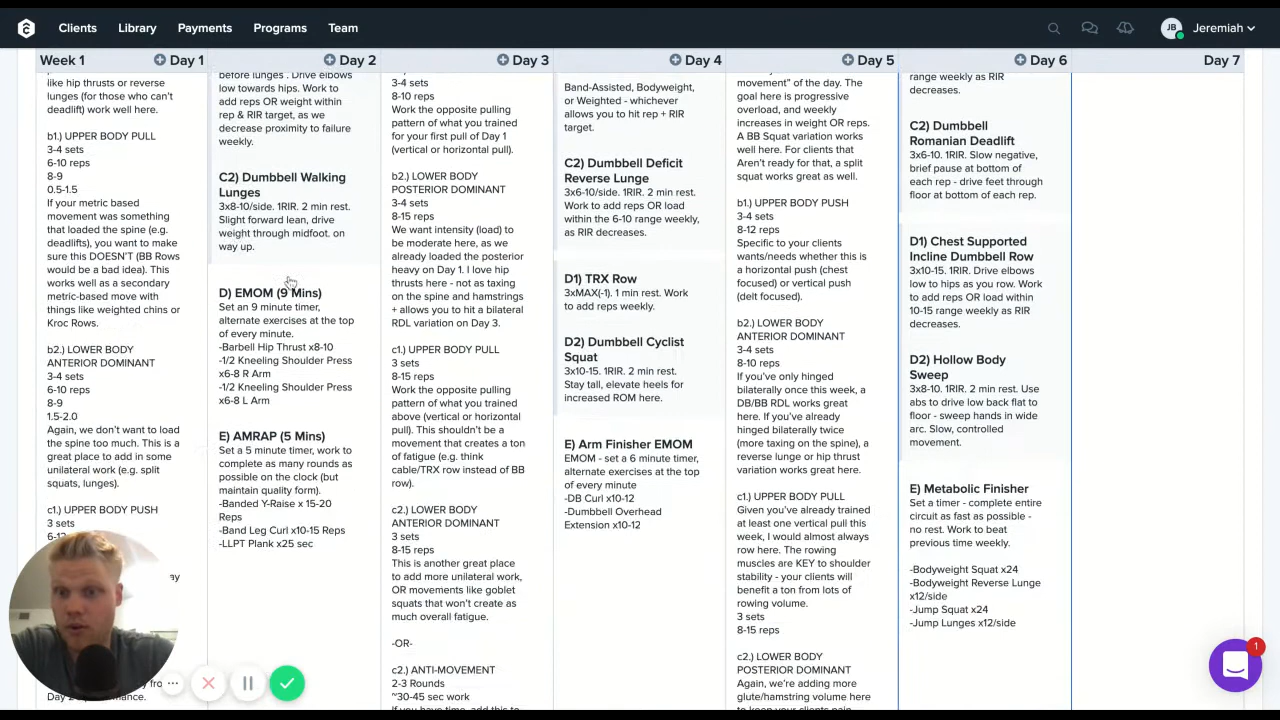 Clients
Library
Payments
Programs
Team
Jeremiah
JB
Week 1
Day 1
Day 2
Day 3
Day 4
Day 5
Day 6
Day 7
like hip thrusts or reverse
lunges (for those who can't
deadlift) work well here.
b1.) UPPER BODY PULL
3-4 sets
6-10 reps
8-9
0.5-1.5
If your metric based
movement was something
that loaded the spine (e.g.
deadlifts), you want to make
sure this DOESN'T (BB Rows
would be a bad idea). This
works well as a secondary
metric-based move with
things like weighted chins or
Kroc Rows.
b2.) LOWER BODY
ANTERIOR DOMINANT
3-4 sets
6-10 reps
8-9
1.5-2.0
Again, we don't want to load
the spine too much. This is a
great place to add in some
unilateral work (e.g. split
squats, lunges).
c1.) UPPER BODY PUSH
3 sets
before lunges . Drive elbows
low towards hips. Work to
add reps OR weight within
rep & RIR target, as we
decrease proximity to failure
weekly.
C2) Dumbbell Walking
Lunges
3x8-10/side. 1RIR. 2 min rest.
Slight forward lean, drive
weight through midfoot. on
way up.
D) EMOM (9 Mins)
Set an 9 minute timer,
alternate exercises at the top
of every minute.
-Barbell Hip Thrust x8-10
-1/2 Kneeling Shoulder Press
x6-8 R Arm
-1/2 Kneeling Shoulder Press
x6-8 L Arm
E) AMRAP (5 Mins)
Set a 5 minute timer, work to
complete as many rounds as
possible on the clock (but
maintain quality form).
-Banded Y-Raise x 15-20
Reps
-Band Leg Curl x10-15 Reps
-LLPT Plank x25 sec
3-4 sets
8-10 reps
Work the opposite pulling
pattern of what you trained
for your first pull of Day 1
(vertical or horizontal pull).
b2.) LOWER BODY
POSTERIOR DOMINANT
3-4 sets
8-15 reps
We want intensity (load) to
be moderate here, as we
already loaded the posterior
heavy on Day 1. I love hip
thrusts here - not as taxing
on the spine and hamstrings
+ allows you to hit a bilateral
RDL variation on Day 3.
c1.) UPPER BODY PULL
3 sets
8-15 reps
Work the opposite pulling
pattern of what you trained
above (vertical or horizontal
pull). This shouldn't be a
movement that creates a ton
of fatigue (e.g. think
cable/TRX row instead of BB
row).
c2.) LOWER BODY
ANTERIOR DOMINANT
3 sets
8-15 reps
This is another great place
to add more unilateral work,
OR movements like goblet
squats that won't create as
much overall fatigue.
-OR-
c2.) ANTI-MOVEMENT
2-3 Rounds
~30-45 sec work
If you have time, add this to
Band-Assisted, Bodyweight,
or Weighted - whichever
allows you to hit rep + RIR
target.
C2) Dumbbell Deficit
Reverse Lunge
3x6-10/side. 1RIR. 2 min rest.
Work to add reps OR load
within the 6-10 range weekly,
as RIR decreases.
D1) TRX Row
3xMAX(-1). 1 min rest. Work
to add reps weekly.
D2) Dumbbell Cyclist
Squat
3x10-15. 1RIR. 2 min rest.
Stay tall, elevate heels for
increased ROM here.
E) Arm Finisher EMOM
EMOM - set a 6 minute timer,
alternate exercises at the top
of every minute
-DB Curl x10-12
-Dumbbell Overhead
Extension x10-12
movement" of the day. The
goal here is progressive
overload, and weekly
increases in weight OR reps.
A BB Squat variation works
well here. For clients that
Aren't ready for that, a split
squat works great as well.
b1.) UPPER BODY PUSH
3-4 sets
8-12 reps
Specific to your clients
wants/needs whether this is
a horizontal push (chest
focused) or vertical push
(delt focused).
b2.) LOWER BODY
ANTERIOR DOMINANT
3-4 sets
8-10 reps
If you've only hinged
bilaterally once this week, a
DB/BB RDL works great
here. If you've already
hinged bilaterally twice
(more taxing on the spine), a
reverse lunge or hip thrust
variation works great here.
c1.) UPPER BODY PULL
Given you've already trained
at least one vertical pull this
week, I would almost always
row here. The rowing
muscles are KEY to shoulder
stability - your clients will
benefit a ton from lots of
rowing volume.
3 sets
8-15 reps
c2.) LOWER BODY
POSTERIOR DOMINANT
Again, we're adding more
glute/hamstring volume here
range weekly as RIR
decreases.
C2) Dumbbell
Romanian Deadlift
3x6-10. 1RIR. Slow negative,
brief pause at bottom of
each rep - drive feet through
floor at bottom of each rep.
D1) Chest Supported
Incline Dumbbell Row
3x10-15. 1RIR. Drive elbows
low to hips as you row. Work
to add reps OR load within
10-15 range weekly as RIR
decreases.
D2) Hollow Body
Sweep
3x8-10. 1RIR. 2 min rest. Use
abs to drive low back flat to
floor - sweep hands in wide
arc. Slow, controlled
movement.
E) Metabolic Finisher
Set a timer - complete entire
circuit as fast as possible -
no rest. Work to beat
previous time weekly.
-Bodyweight Squat x24
-Bodyweight Reverse Lunge
x12/side
-Jump Squat x24
-Jump Lunges x12/side
1